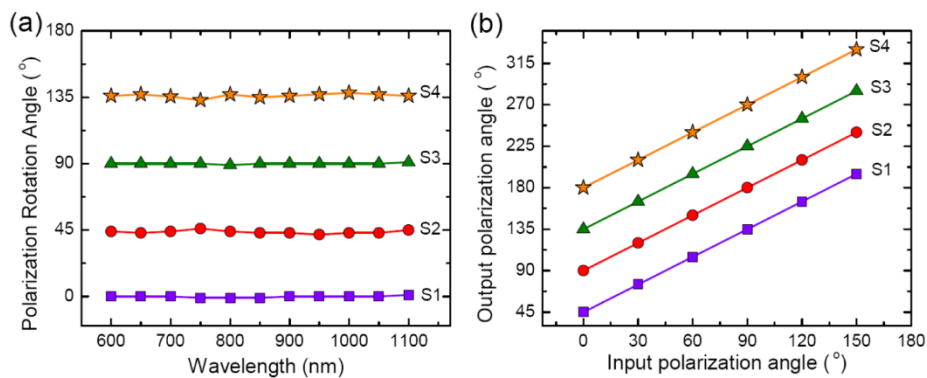 (a)
Polarization Rotation Angle (°)
180
135
90
45
0
S4
S3
S2
S1
600 700 800 900 1000 1100
Wavelength (nm)
(b)
Output polarization angle (°)
315
270
225
180
135
90
45
S4
S3
S2
S1
0 30 60 90 120 150 180
Input polarization angle (°)